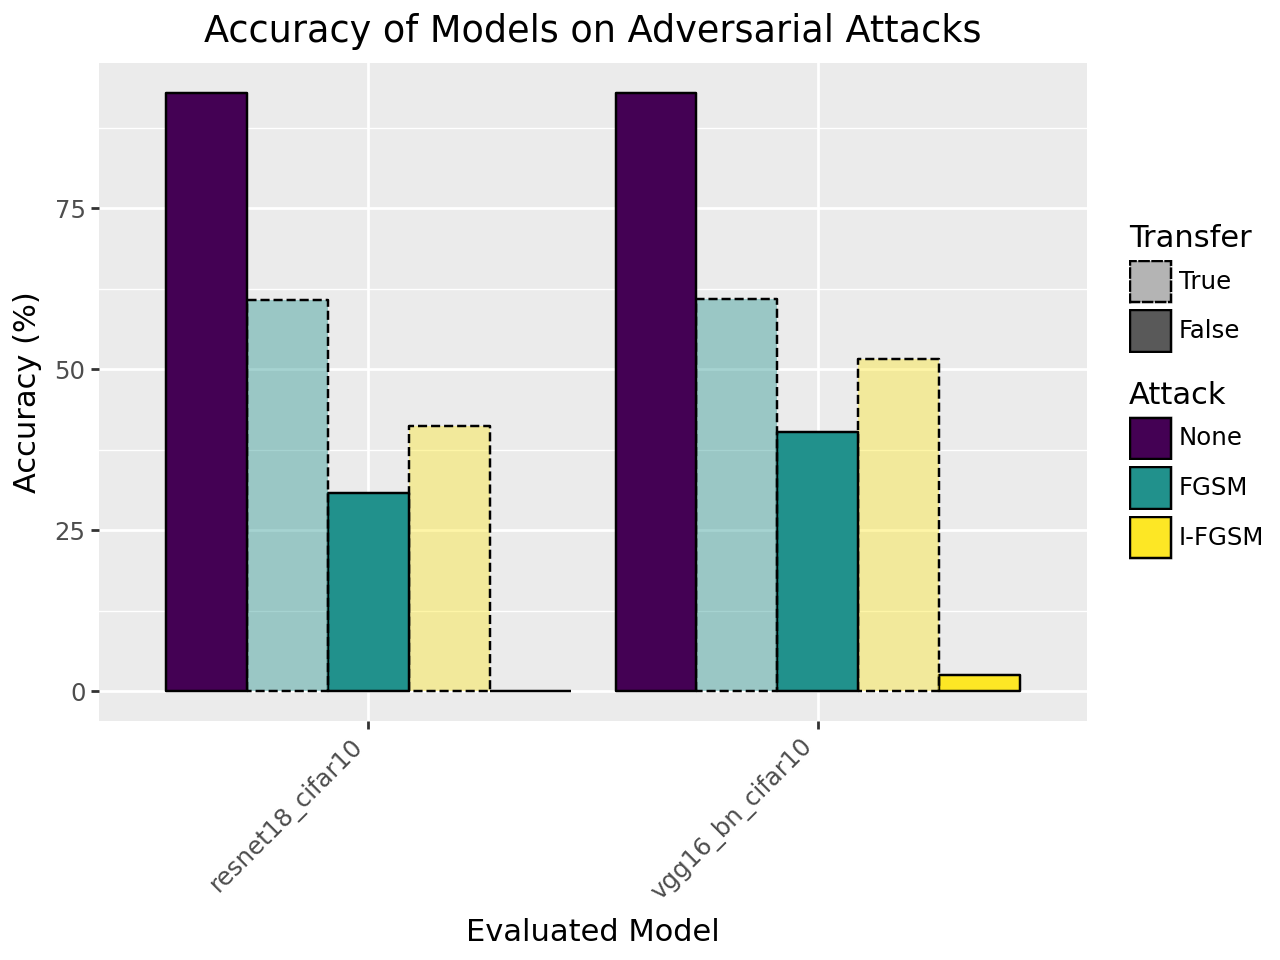 Accuracy of Models on Adversarial Attacks
Accuracy (%)
75
50
25
0
resnet18_cifar10
vgg16_bn_cifar10
Evaluated Model
Transfer
True
False
Attack
None
FGSM
I-FGSM